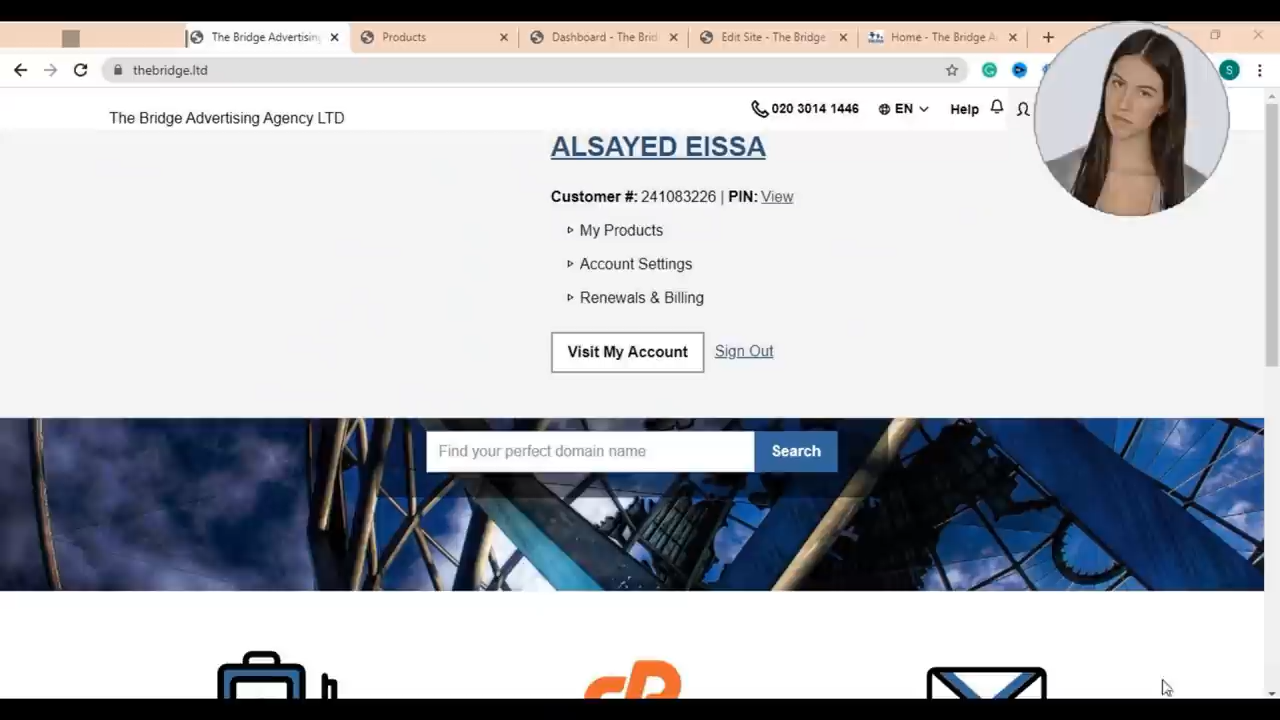 The Bridge Advertising
Products
Dashboard - The Brid
Edit Site - The Bridge
Home - The Bridge A
thebridge.ltd
S
The Bridge Advertising Agency LTD
020 3014 1446
EN
Help
ALSAYED EISSA
Customer #: 241083226 | PIN: View
My Products
Account Settings
Renewals & Billing
Visit My Account
Sign Out
Find your perfect domain name
Search